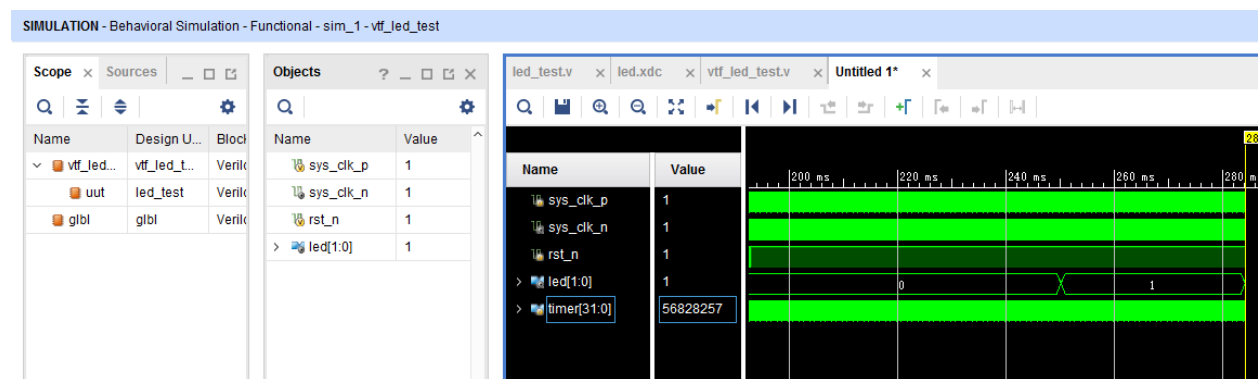 SIMULATION - Behavioral Simulation - Functional - sim_1 - vtf_led_test
Scope Sources
Name Design U... Block
vtf_led... vtf_led_t... Verilo
uut led_test Verilo
glbl glbl Verilo
Objects ?
Name Value
sys_clk_p 1
sys_clk_n 1
rst_n 1
led[1:0] 1
led_test.v led.xdc vtf_led_test.v Untitled 1*
28
Name Value
200 ms 220 ms 240 ms 260 ms 280 m
sys_clk_p 1
sys_clk_n 1
rst_n 1
led[1:0] 1 0 1
timer[31:0] 56828257